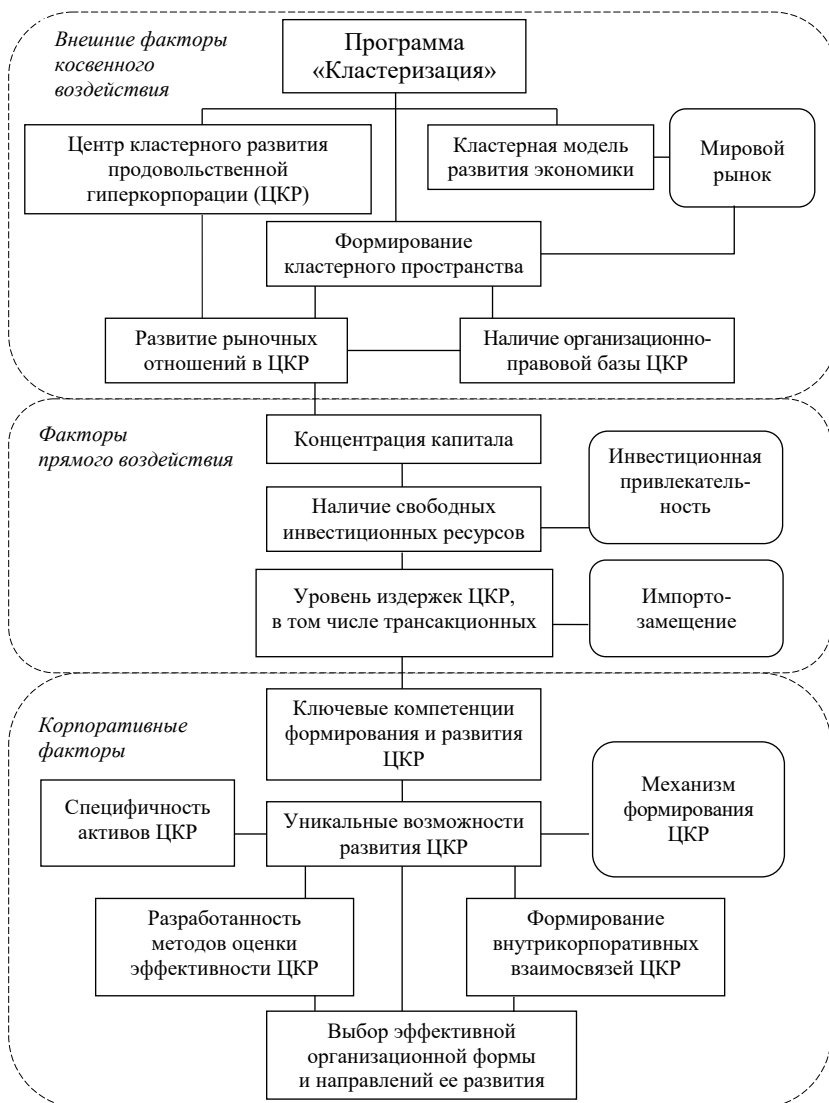 Внешние факторы
косвенного
воздействия
Программа
«Кластеризация»
Центр кластерного развития
продовольственной
гиперкорпорации (ЦКР)
Кластерная модель
развития экономики
Мировой
рынок
Формирование
кластерного пространства
Развитие рыночных
отношений в ЦКР
Наличие организационно-
правовой базы ЦКР
Факторы
прямого воздействия
Концентрация капитала
Инвестиционная
привлекатель-
ность
Наличие свободных
инвестиционных ресурсов
Уровень издержек ЦКР,
в том числе трансакционных
Импорто-
замещение
Корпоративные
факторы
Ключевые компетенции
формирования и развития
ЦКР
Специфичность
активов ЦКР
Уникальные возможности
развития ЦКР
Механизм
формирования
ЦКР
Разработанность
методов оценки
эффективности ЦКР
Формирование
внутрикорпоративных
взаимосвязей ЦКР
Выбор эффективной
организационной формы
и направлений ее развития